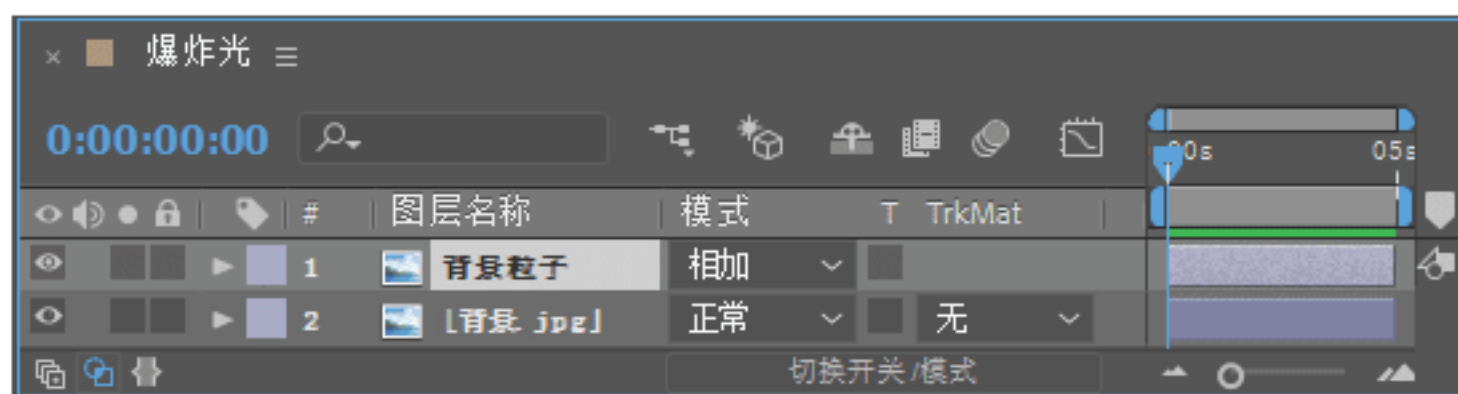 爆炸光
0:00:00:00
00s 05s
# 图层名称 模式 T TrkMat
1 背景粒子 相加
2 [背景.jpg] 正常 无
切换开关/模式